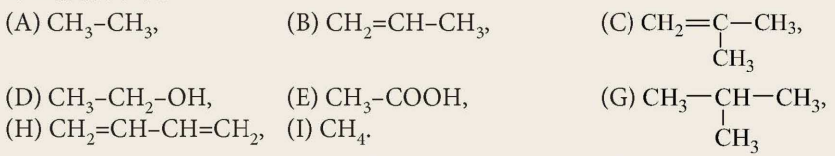 (A) CH₃–CH₃, (B) CH₂=CH–CH₃, (C) CH₂=C—CH₃,
CH₃
(D) CH₃–CH₂–OH, (E) CH₃–COOH, (G) CH₃—CH—CH₃,
(H) CH₂=CH–CH=CH₂, (I) CH₄.
CH₃